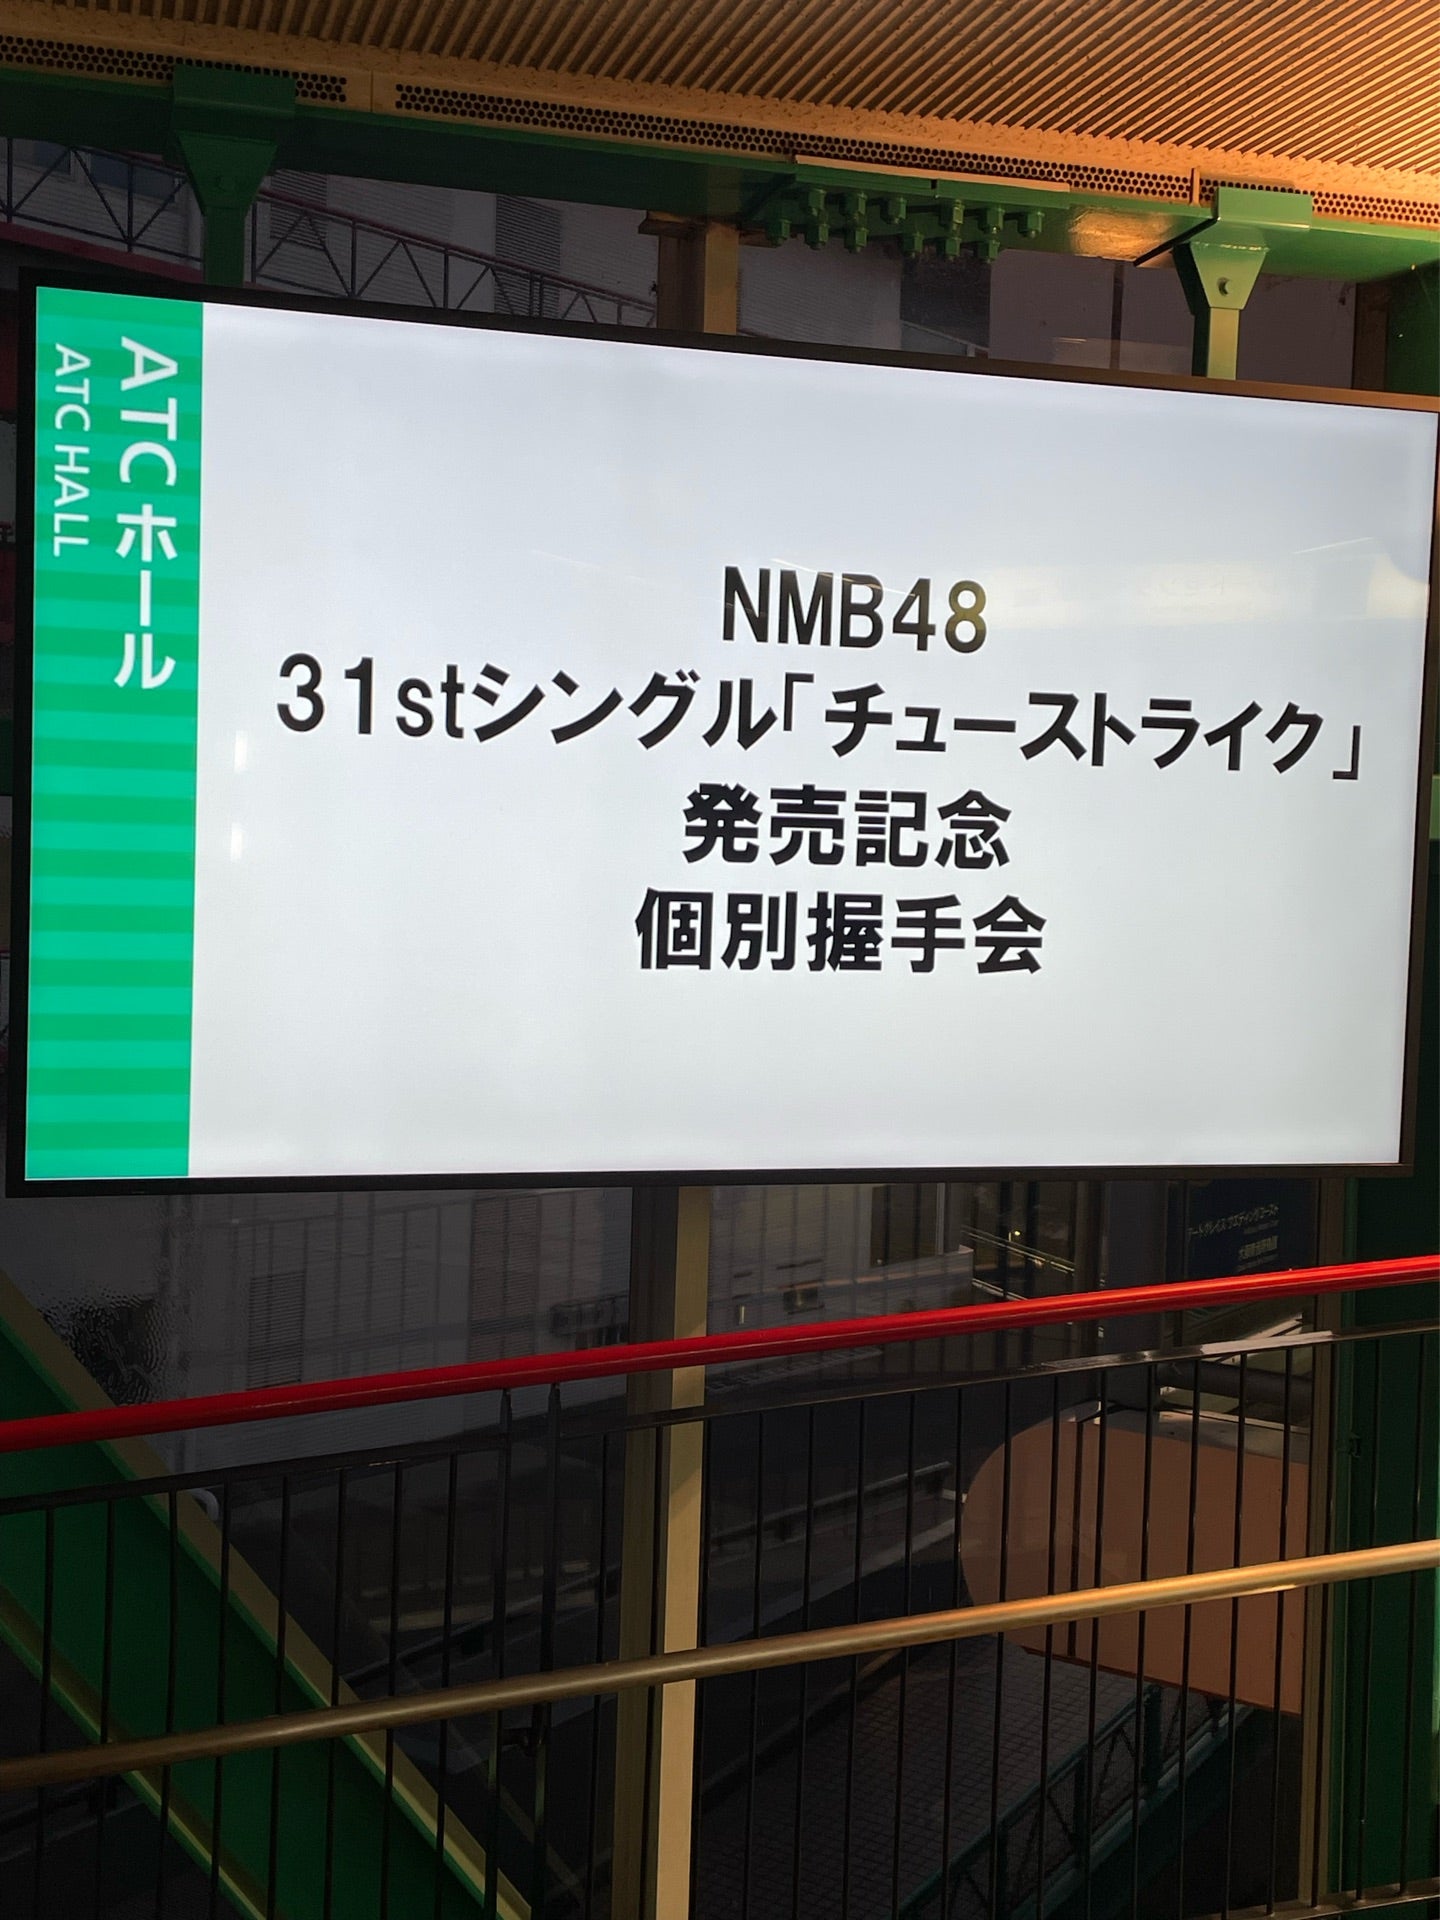 ATCホール
ATC HALL
NMB48
31stシングル「チューストライク」
発売記念
個別握手会